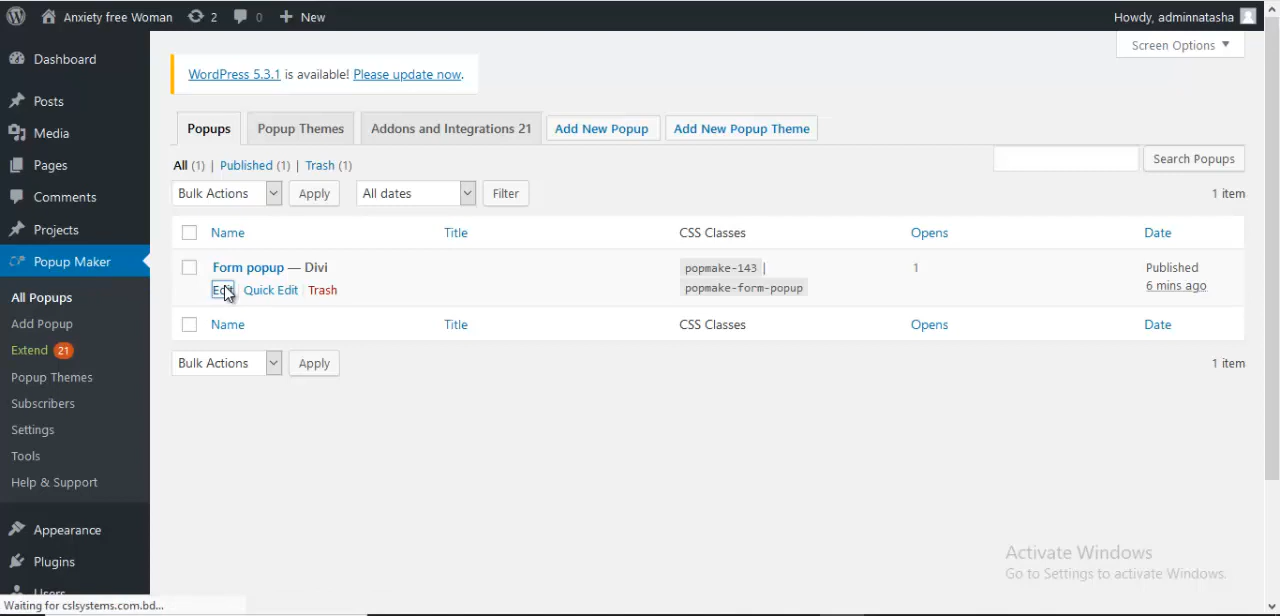 Anxiety free Woman 2 0 New Howdy, adminnatasha
Screen Options
Dashboard
Posts
Media
Pages
Comments
Projects
Popup Maker
All Popups
Add Popup
Extend 21
Popup Themes
Subscribers
Settings
Tools
Help & Support
Appearance
Plugins
Users
WordPress 5.3.1 is available! Please update now.
Popups Popup Themes Addons and Integrations 21 Add New Popup Add New Popup Theme
All (1) | Published (1) | Trash (1)
Search Popups
Bulk Actions Apply All dates Filter 1 item
Name Title CSS Classes Opens Date
Form popup — Divi popmake-143 | 1 Published
Edit | Quick Edit | Trash popmake-form-popup 6 mins ago
Name Title CSS Classes Opens Date
Bulk Actions Apply 1 item
Activate Windows
Go to Settings to activate Windows.
Waiting for cslsystems.com.bd...